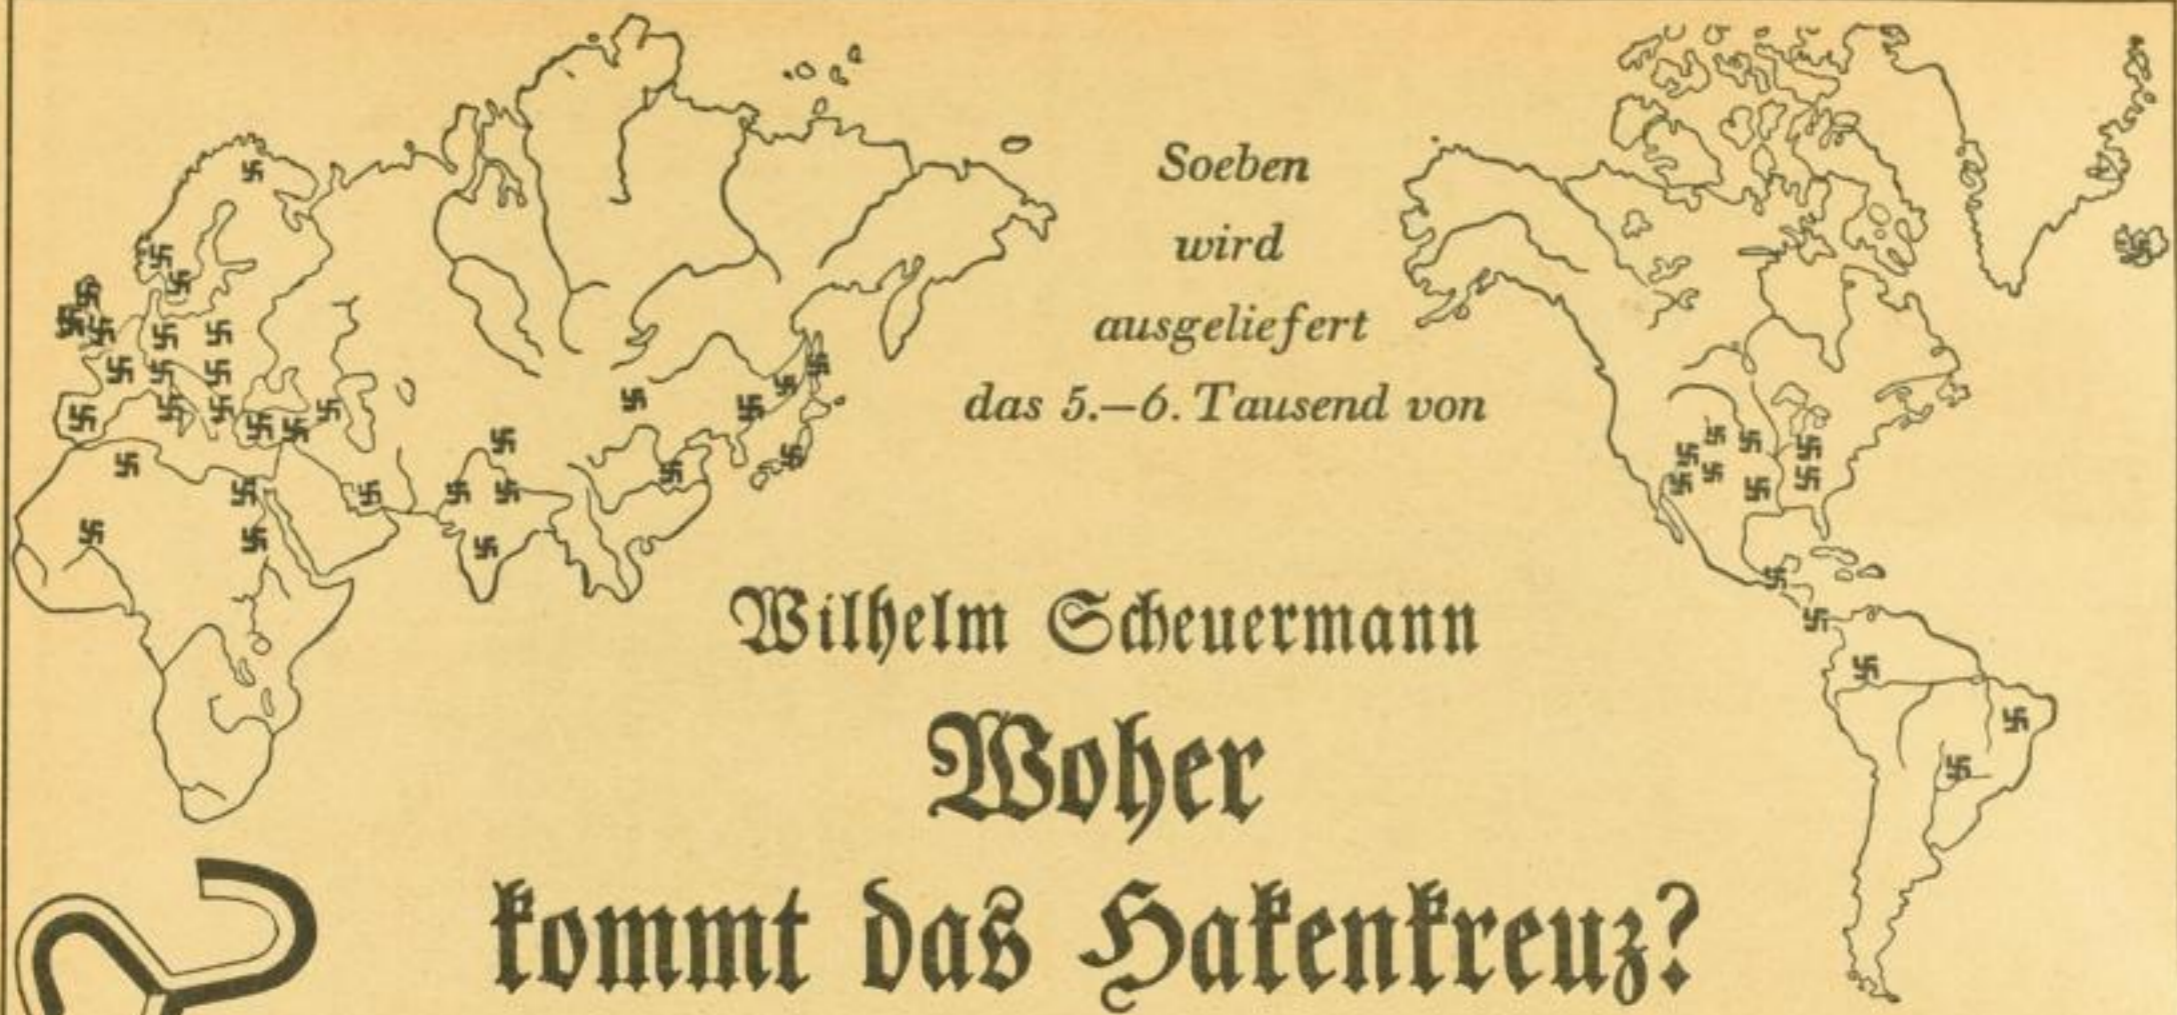 Soeben
wird
ausgeliefert
das 5.–6. Tausend von
Wilhelm Scheuermann
Woher
kommt das Hakenkreuz?